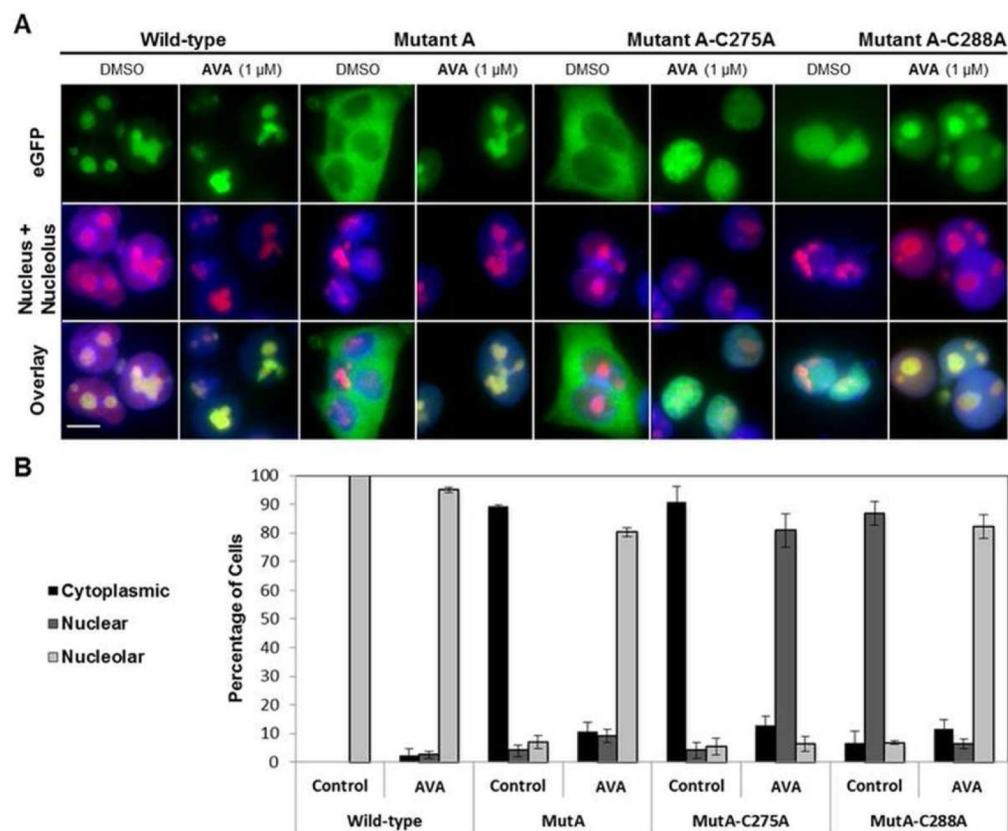 A
Wild-type Mutant A Mutant A-C275A Mutant A-C288A
DMSO AVA (1 µM) DMSO AVA (1 µM) DMSO AVA (1 µM) DMSO AVA (1 µM)
eGFP
Nucleus +
Nucleolus
Overlay
B
Percentage of Cells
100
90
80
70
60
50
40
30
20
10
0
Cytoplasmic
Nuclear
Nucleolar
Control AVA Control AVA Control AVA Control AVA
Wild-type MutA MutA-C275A MutA-C288A